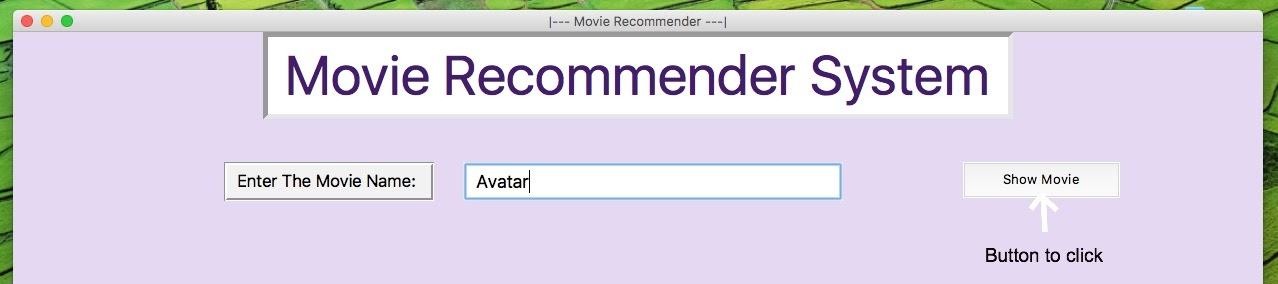 |--- Movie Recommender ---|
Movie Recommender System
Enter The Movie Name: Avatar Show Movie
Button to click